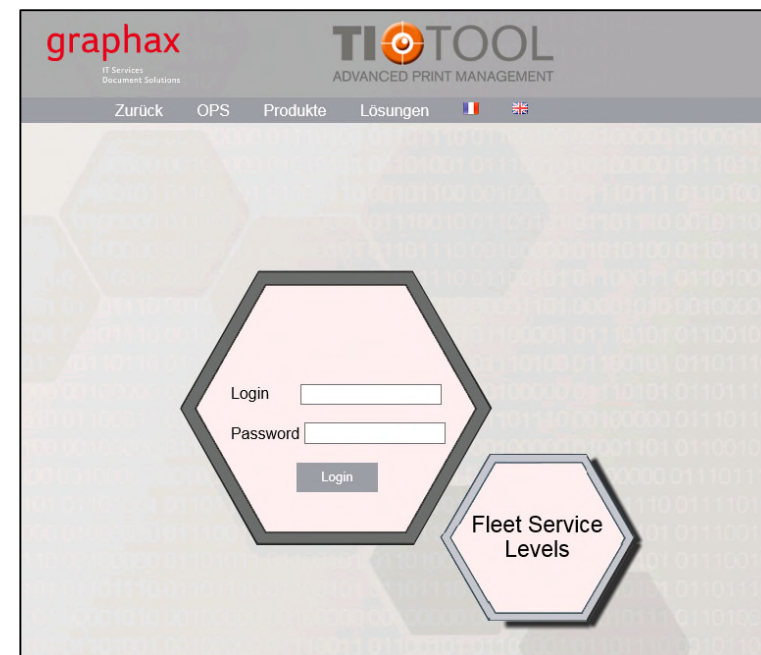 graphax
IT Services
Document Solutions
TIOTOOL
ADVANCED PRINT MANAGEMENT
Zurück OPS Produkte Lösungen
Login
Password
Login
Fleet Service
Levels